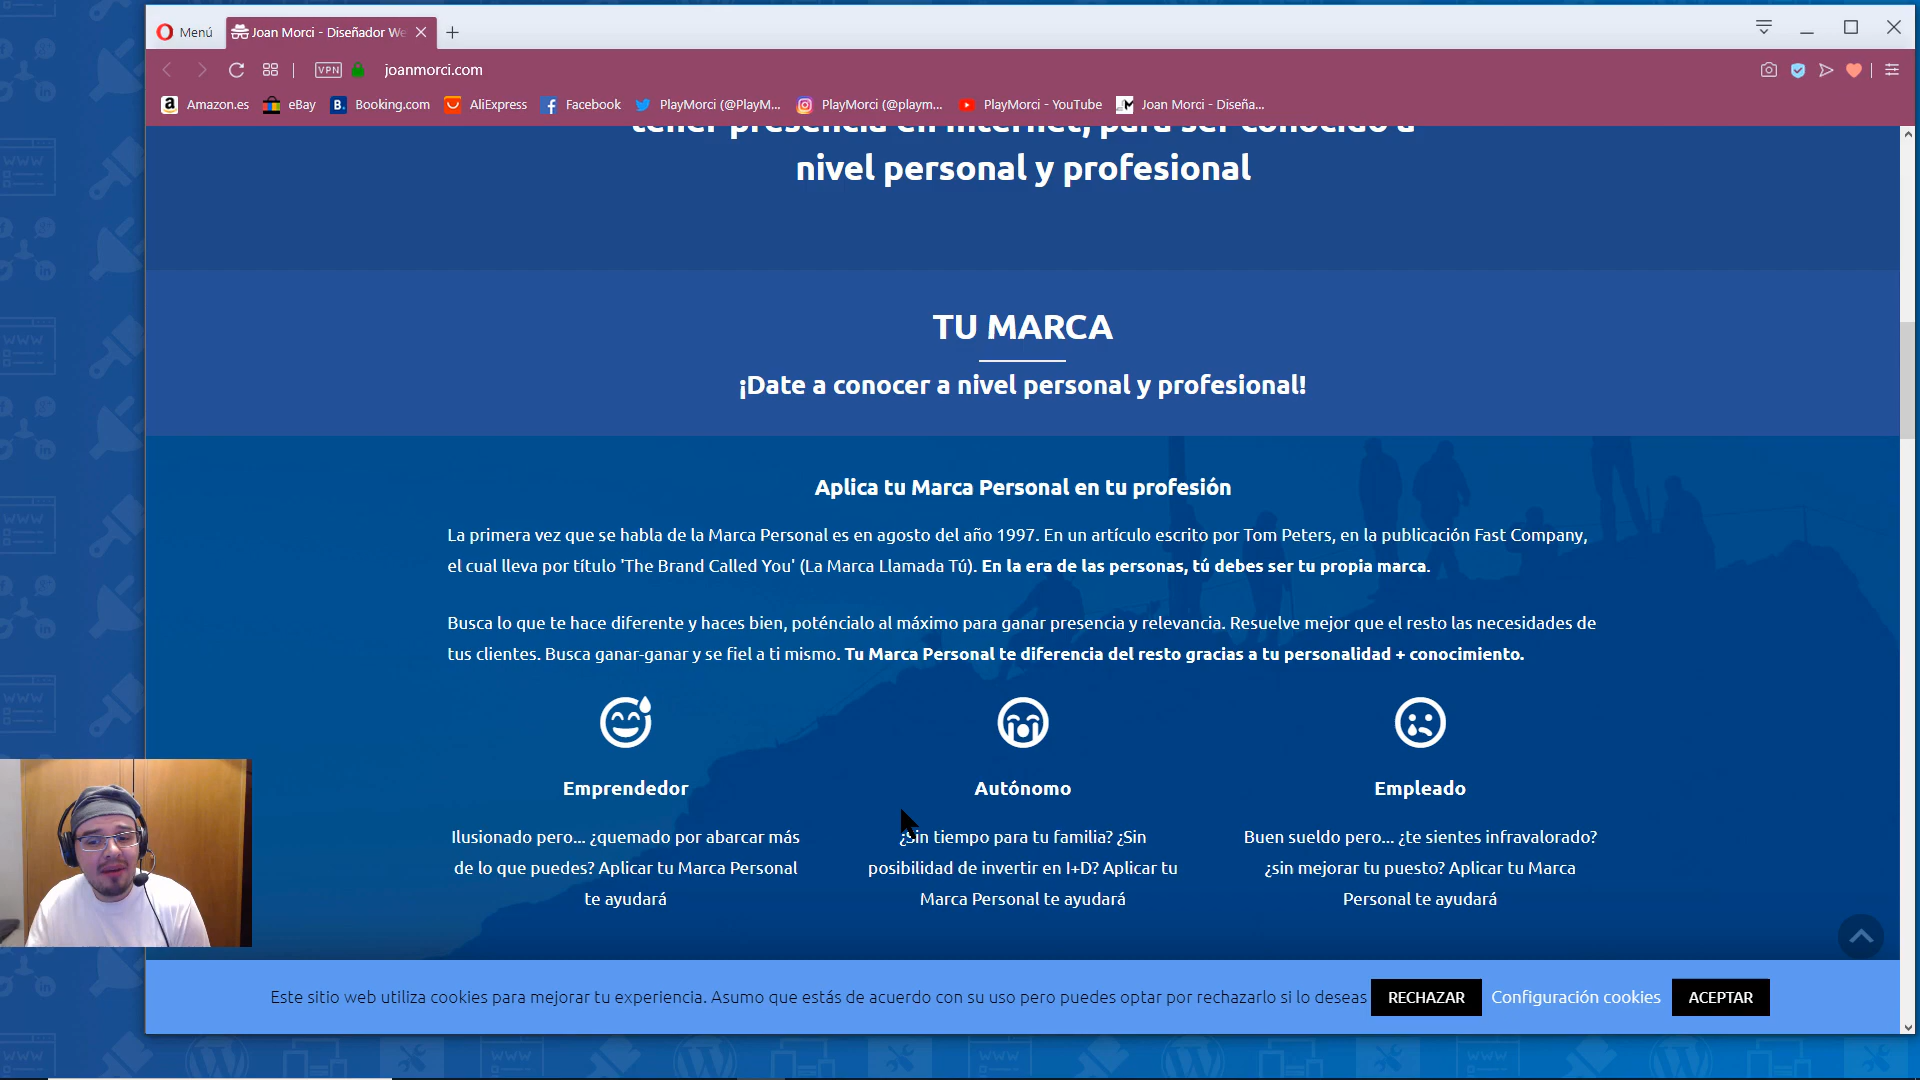 Menú
Joan Morci - Diseñador We
VPN
joanmorci.com
Amazon.es
eBay
B. Booking.com
AliExpress
Facebook
PlayMorci (@PlayM...
PlayMorci (@playm...
PlayMorci - YouTube
Joan Morci - Diseña...
tener presencia en Internet, para ser conocido a
nivel personal y profesional
TU MARCA
¡Date a conocer a nivel personal y profesional!
Aplica tu Marca Personal en tu profesión
La primera vez que se habla de la Marca Personal es en agosto del año 1997. En un artículo escrito por Tom Peters, en la publicación Fast Company,
el cual lleva por título 'The Brand Called You' (La Marca Llamada Tú). En la era de las personas, tú debes ser tu propia marca.
Busca lo que te hace diferente y haces bien, poténcialo al máximo para ganar presencia y relevancia. Resuelve mejor que el resto las necesidades de
tus clientes. Busca ganar-ganar y se fiel a ti mismo. Tu Marca Personal te diferencia del resto gracias a tu personalidad + conocimiento.
Emprendedor
Ilusionado pero... ¿quemado por abarcar más
de lo que puedes? Aplicar tu Marca Personal
te ayudará
Autónomo
¿Sin tiempo para tu familia? ¿Sin
posibilidad de invertir en I+D? Aplicar tu
Marca Personal te ayudará
Empleado
Buen sueldo pero... ¿te sientes infravalorado?
¿sin mejorar tu puesto? Aplicar tu Marca
Personal te ayudará
Este sitio web utiliza cookies para mejorar tu experiencia. Asumo que estás de acuerdo con su uso pero puedes optar por rechazarlo si lo deseas
RECHAZAR
Configuración cookies
ACEPTAR